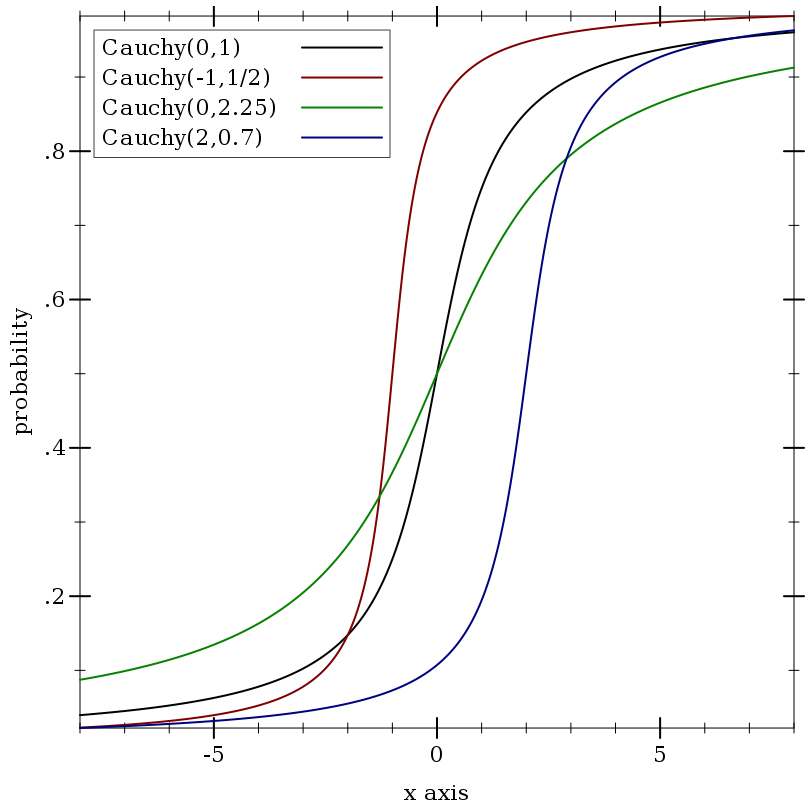 Cauchy(0,1)
Cauchy(-1,1/2)
Cauchy(0,2.25)
Cauchy(2,0.7)
.8
.6
.4
.2
probability
-5 0 5
x axis